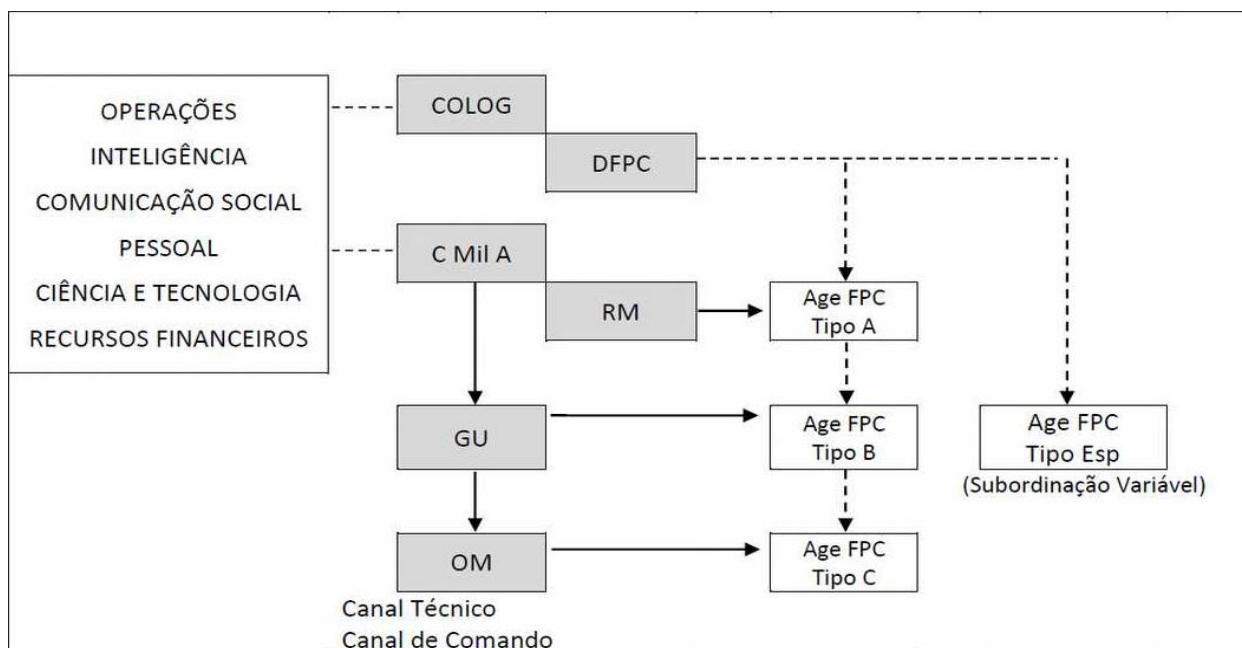 OPERAÇÕES
INTELIGÊNCIA
COMUNICAÇÃO SOCIAL
PESSOAL
CIÊNCIA E TECNOLOGIA
RECURSOS FINANCEIROS
COLOG
DFPC
C Mil A
RM
Age FPC
Tipo A
GU
Age FPC
Tipo B
Age FPC
Tipo Esp
(Subordinação Variável)
OM
Age FPC
Tipo C
Canal Técnico
Canal de Comando